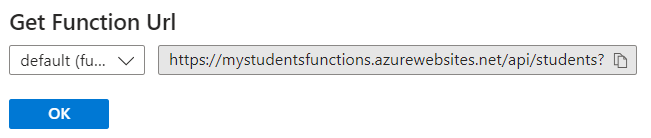 Get Function Url
default (fu... https://mystudentsfunctions.azurewebsites.net/api/students?
OK